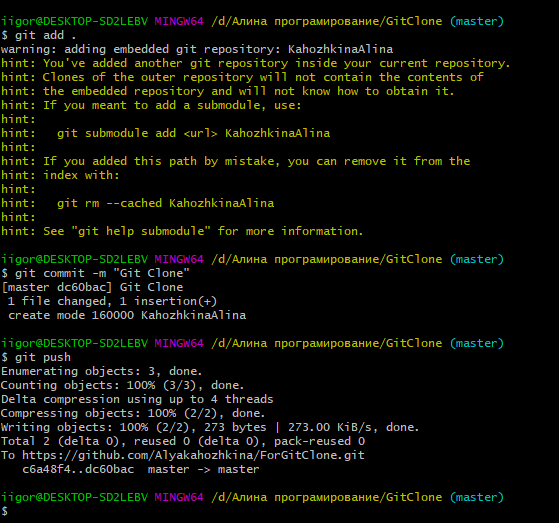 iigor@DESKTOP-SD2LEBV MINGW64 /d/Алина програмирование/GitClone (master)
$ git add .
warning: adding embedded git repository: KahozhkinaAlina
hint: You've added another git repository inside your current repository.
hint: Clones of the outer repository will not contain the contents of
hint: the embedded repository and will not know how to obtain it.
hint: If you meant to add a submodule, use:
hint:
hint:   git submodule add <url> KahozhkinaAlina
hint:
hint: If you added this path by mistake, you can remove it from the
hint: index with:
hint:
hint:   git rm --cached KahozhkinaAlina
hint:
hint: See "git help submodule" for more information.
iigor@DESKTOP-SD2LEBV MINGW64 /d/Алина програмирование/GitClone (master)
$ git commit -m "Git Clone"
[master dc60bac] Git Clone
 1 file changed, 1 insertion(+)
 create mode 160000 KahozhkinaAlina
iigor@DESKTOP-SD2LEBV MINGW64 /d/Алина програмирование/GitClone (master)
$ git push
Enumerating objects: 3, done.
Counting objects: 100% (3/3), done.
Delta compression using up to 4 threads
Compressing objects: 100% (2/2), done.
Writing objects: 100% (2/2), 273 bytes | 273.00 KiB/s, done.
Total 2 (delta 0), reused 0 (delta 0), pack-reused 0
To https://github.com/Alyakahozhkina/ForGitClone.git
   c6a48f4..dc60bac  master -> master
iigor@DESKTOP-SD2LEBV MINGW64 /d/Алина програмирование/GitClone (master)
$